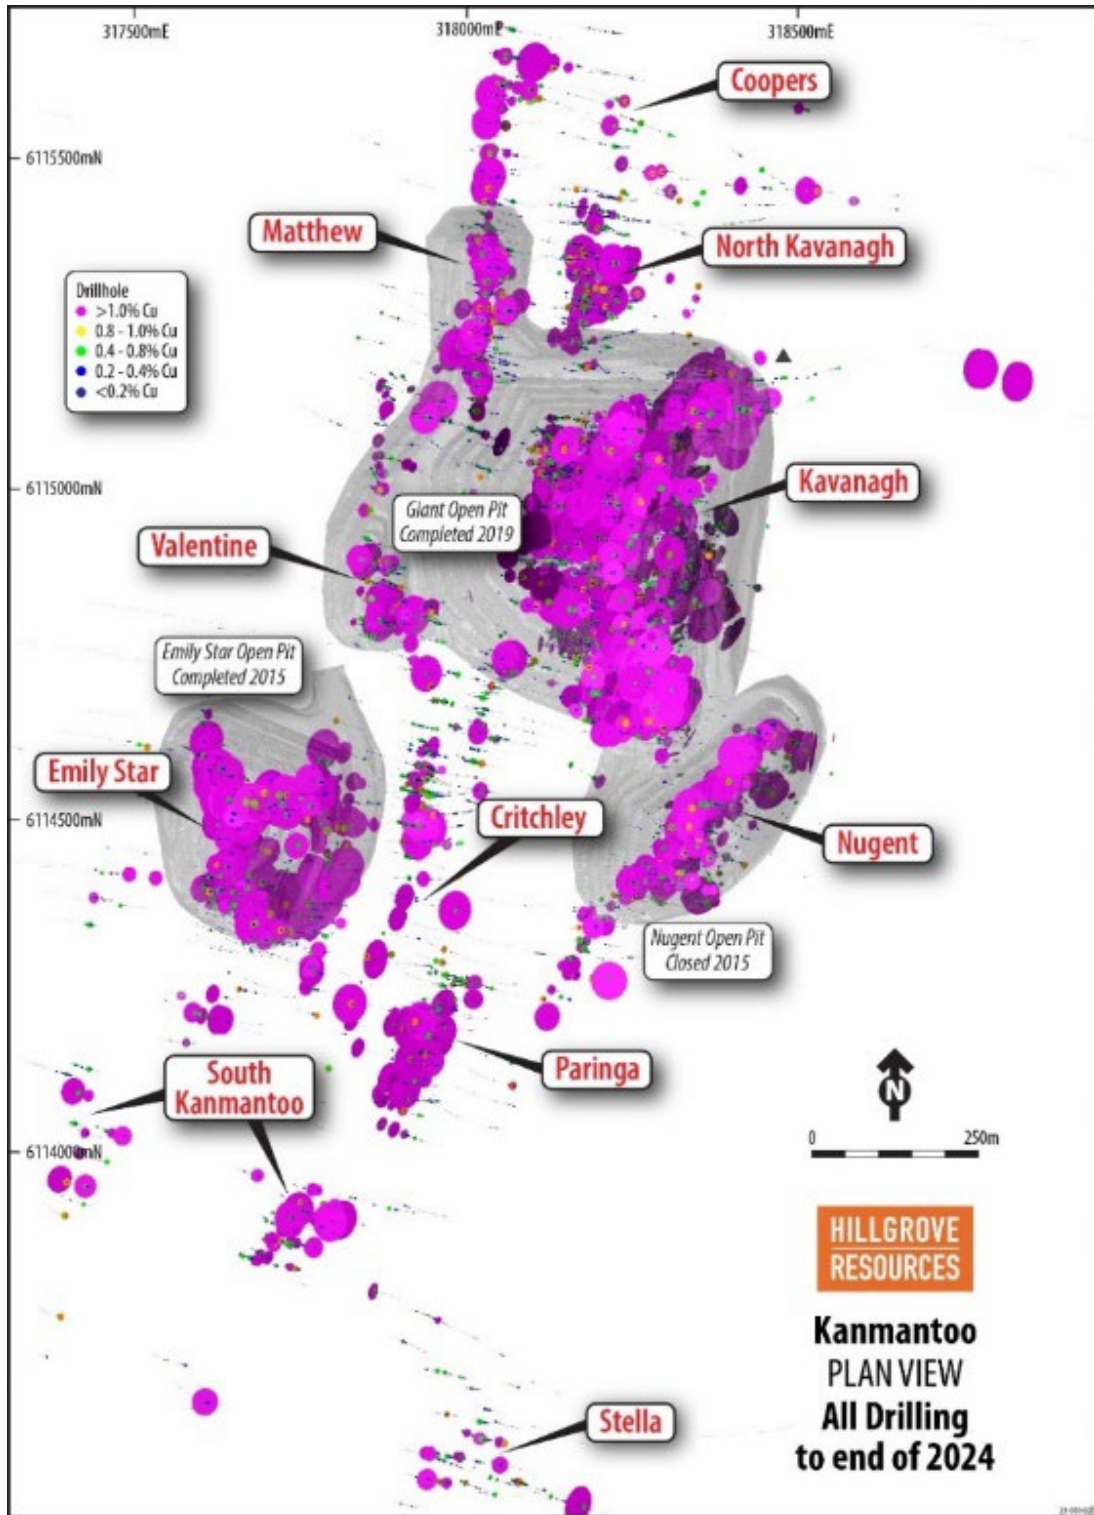 317500mE
318000mE
318500mE
Coopers
6115500mN
Matthew
North Kavanagh
Drillhole
>1.0% Cu
0.8 - 1.0% Cu
0.4 - 0.8% Cu
0.2 - 0.4% Cu
<0.2% Cu
Kavanagh
6115000mN
Giant Open Pit
Completed 2019
Valentine
Emily Star Open Pit
Completed 2015
Emily Star
6114500mN
Critchley
Nugent
Nugent Open Pit
Closed 2015
South
Kanmantoo
Paringa
N
6114000mN
0
250m
HILLGROVE
RESOURCES
Kanmantoo
PLAN VIEW
All Drilling
to end of 2024
Stella